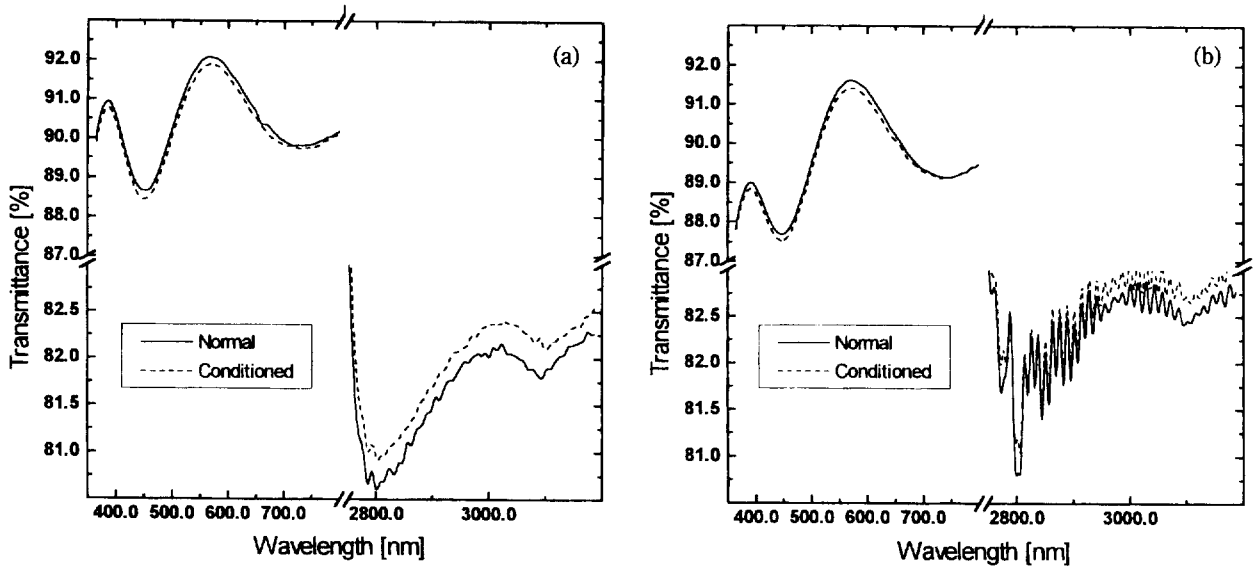 (a)
92.0
91.0
90.0
89.0
88.0
87.0
82.5
82.0
81.5
81.0
Transmittance [%]
Normal
Conditioned
400.0 500.0 600.0 700.0 2800.0 3000.0
Wavelength [nm]
(b)
92.0
91.0
90.0
89.0
88.0
87.0
82.5
82.0
81.5
81.0
Transmittance [%]
Normal
Conditioned
400.0 500.0 600.0 700.0 2800.0 3000.0
Wavelength [nm]